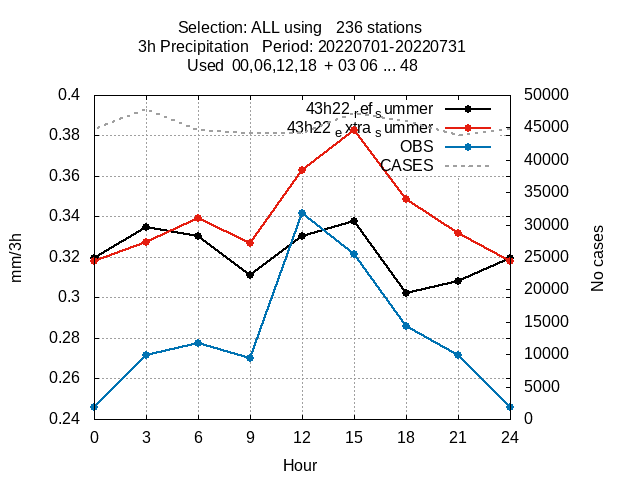 Selection: ALL using 236 stations
3h Precipitation Period: 20220701-20220731
Used 00,06,12,18 + 03 06 ... 48
0.4
0.38
0.36
0.34
0.32
0.3
0.28
0.26
0.24
mm/3h
50000
45000
40000
35000
30000
25000
20000
15000
10000
5000
0
No cases
43h22_ref_summer
43h22_extra_summer
OBS
CASES
0 3 6 9 12 15 18 21 24
Hour